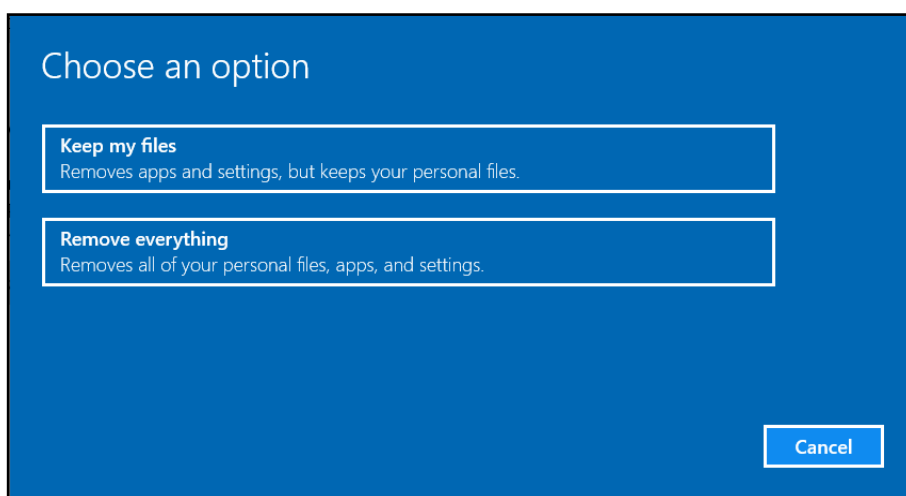 Choose an option
Keep my files
Removes apps and settings, but keeps your personal files.
Remove everything
Removes all of your personal files, apps, and settings.
Cancel